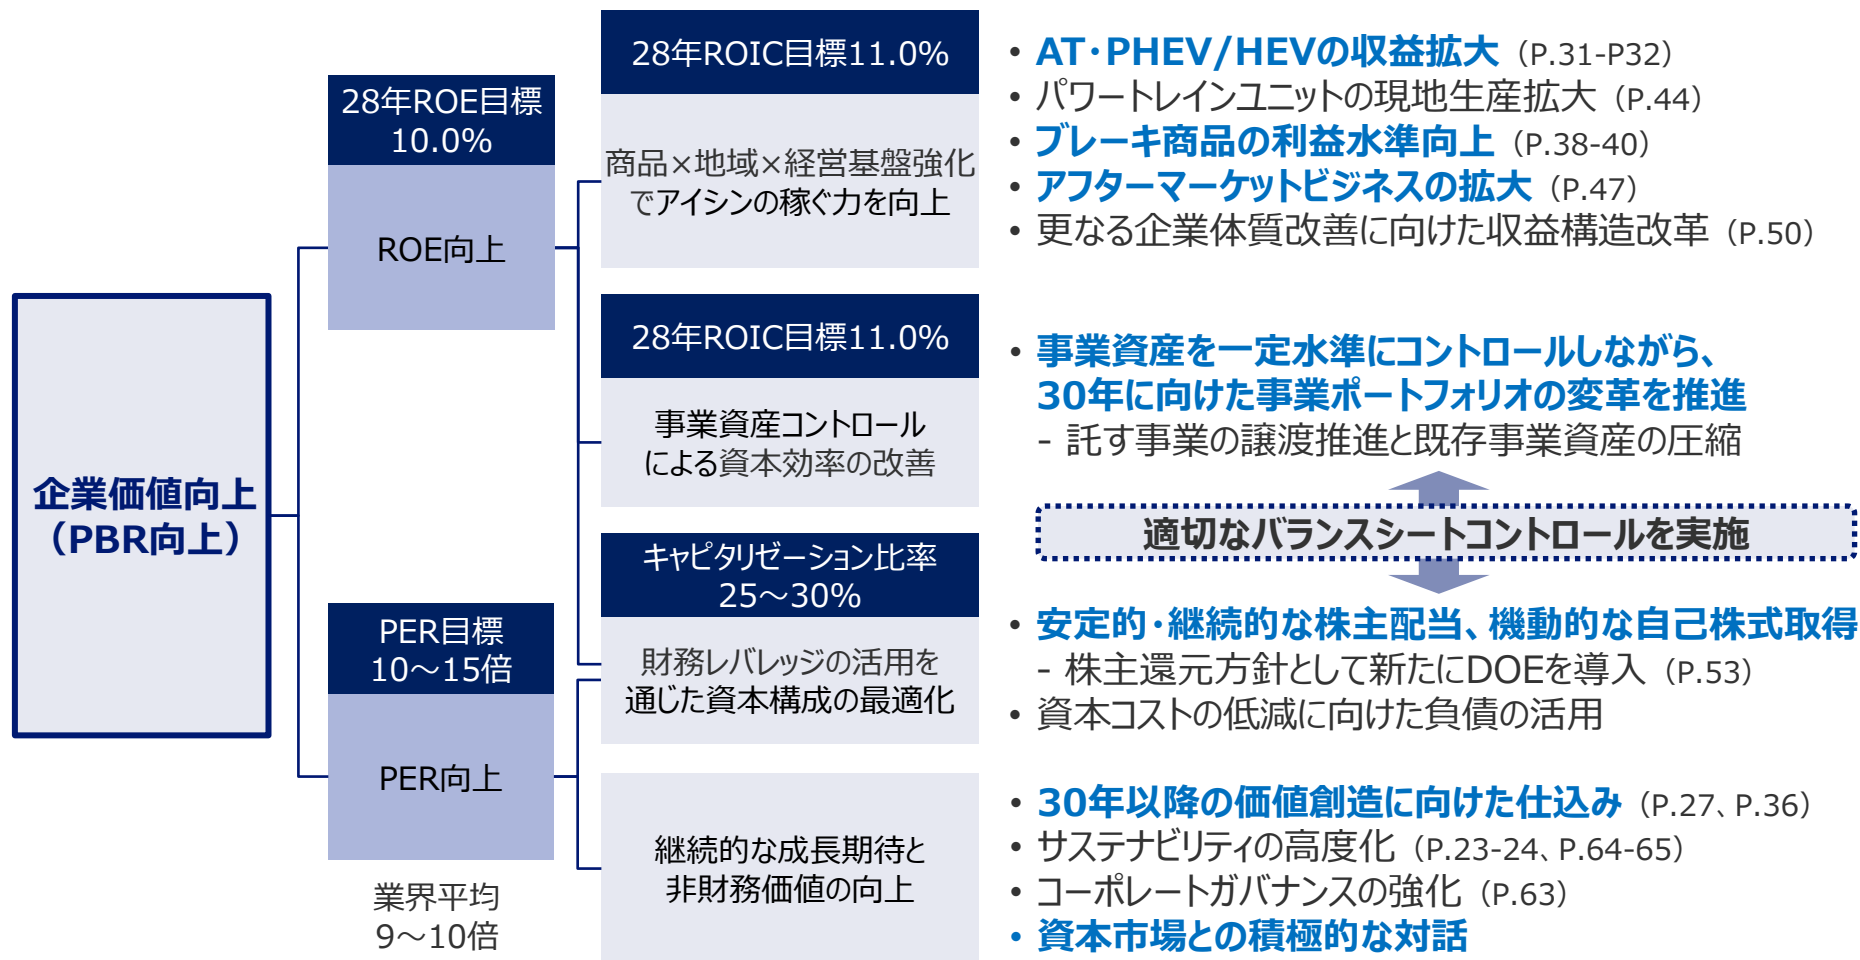 企業価値向上
（PBR向上）
28年ROE目標
10.0%
ROE向上
PER目標
10～15倍
PER向上
業界平均
9～10倍
28年ROIC目標11.0%
商品×地域×経営基盤強化
でアイシンの稼ぐ力を向上
28年ROIC目標11.0%
事業資産コントロール
による資本効率の改善
キャピタリゼーション比率
25～30%
財務レバレッジの活用を
通じた資本構成の最適化
継続的な成長期待と
非財務価値の向上
• AT・PHEV/HEVの収益拡大（P.31-P32）
• パワートレインユニットの現地生産拡大（P.44）
• ブレーキ商品の利益水準向上（P.38-40）
• アフターマーケットビジネスの拡大（P.47）
• 更なる企業体質改善に向けた収益構造改革（P.50）
• 事業資産を一定水準にコントロールしながら、
30年に向けた事業ポートフォリオの変革を推進
- 託す事業の譲渡推進と既存事業資産の圧縮
適切なバランスシートコントロールを実施
• 安定的・継続的な株主配当、機動的な自己株式取得
- 株主還元方針として新たにDOEを導入（P.53）
• 資本コストの低減に向けた負債の活用
• 30年以降の価値創造に向けた仕込み（P.27、P.36）
• サステナビリティの高度化（P.23-24、P.64-65）
• コーポレートガバナンスの強化（P.63）
• 資本市場との積極的な対話